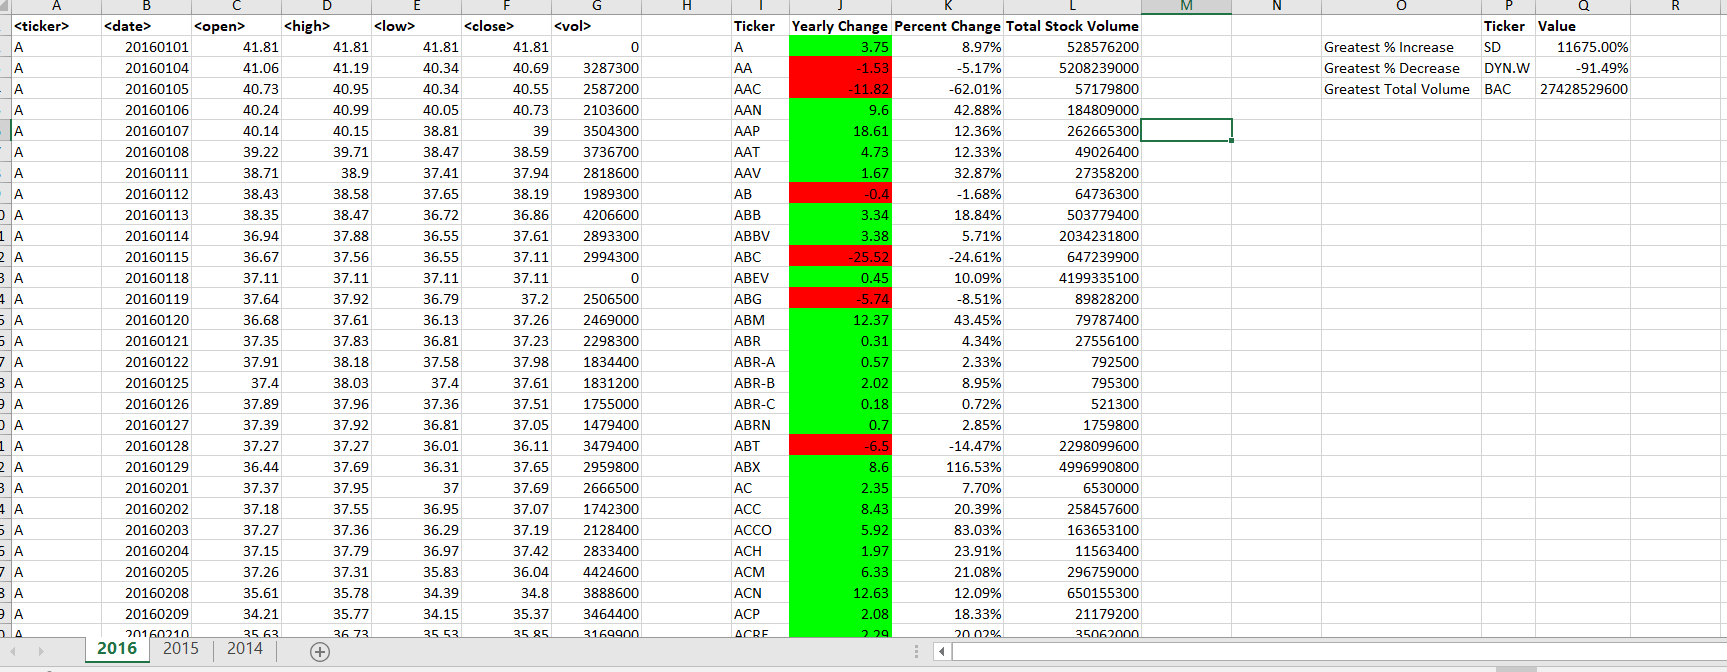 A B C D E F G H I J K L M N O P Q R
<ticker> <date> <open> <high> <low> <close> <vol> Ticker Yearly Change Percent Change Total Stock Volume Ticker Value
A 20160101 41.81 41.81 41.81 41.81 0 A 3.75 8.97% 528576200 Greatest % Increase SD 11675.00%
A 20160104 41.06 41.19 40.34 40.69 3287300 AA -1.53 -5.17% 5208239000 Greatest % Decrease DYN.W -91.49%
A 20160105 40.73 40.95 40.34 40.55 2587200 AAC -11.82 -62.01% 57179800 Greatest Total Volume BAC 27428529600
A 20160106 40.24 40.99 40.05 40.73 2103600 AAN 9.6 42.88% 184809000
A 20160107 40.14 40.15 38.81 39 3504300 AAP 18.61 12.36% 262665300
A 20160108 39.22 39.71 38.47 38.59 3736700 AAT 4.73 12.33% 49026400
A 20160111 38.71 38.9 37.41 37.94 2818600 AAV 1.67 32.87% 27358200
A 20160112 38.43 38.58 37.65 38.19 1989300 AB -0.4 -1.68% 64736300
A 20160113 38.35 38.47 36.72 36.86 4206600 ABB 3.34 18.84% 503779400
A 20160114 36.94 37.88 36.55 37.61 2893300 ABBV 3.38 5.71% 2034231800
A 20160115 36.67 37.56 36.55 37.11 2994300 ABC -25.52 -24.61% 647239900
A 20160118 37.11 37.11 37.11 37.11 0 ABEV 0.45 10.09% 4199335100
A 20160119 37.64 37.92 36.79 37.2 2506500 ABG -5.74 -8.51% 89828200
A 20160120 36.68 37.61 36.13 37.26 2469000 ABM 12.37 43.45% 79787400
A 20160121 37.35 37.83 36.81 37.23 2298300 ABR 0.31 4.34% 27556100
A 20160122 37.91 38.18 37.58 37.98 1834400 ABR-A 0.57 2.33% 792500
A 20160125 37.4 38.03 37.4 37.61 1831200 ABR-B 2.02 8.95% 795300
A 20160126 37.89 37.96 37.36 37.51 1755000 ABR-C 0.18 0.72% 521300
A 20160127 37.39 37.92 36.81 37.05 1479400 ABRN 0.7 2.85% 1759800
A 20160128 37.27 37.27 36.01 36.11 3479400 ABT -6.5 -14.47% 2298099600
A 20160129 36.44 37.69 36.31 37.65 2959800 ABX 8.6 116.53% 4996990800
A 20160201 37.37 37.95 37 37.69 2666500 AC 2.35 7.70% 6530000
A 20160202 37.18 37.55 36.95 37.07 1742300 ACC 8.43 20.39% 258457600
A 20160203 37.27 37.36 36.29 37.19 2128400 ACCO 5.92 83.03% 163653100
A 20160204 37.15 37.79 36.97 37.42 2833400 ACH 1.97 23.91% 11563400
A 20160205 37.26 37.31 35.83 36.04 4424600 ACM 6.33 21.08% 296759000
A 20160208 35.61 35.78 34.39 34.8 3888600 ACN 12.63 12.09% 650155300
A 20160209 34.21 35.77 34.15 35.37 3464400 ACP 2.08 18.33% 21179200
A 20160210 35.63 36.73 35.53 35.85 3169900 ACRE 2.29 20.02% 35062000
2016 2015 2014